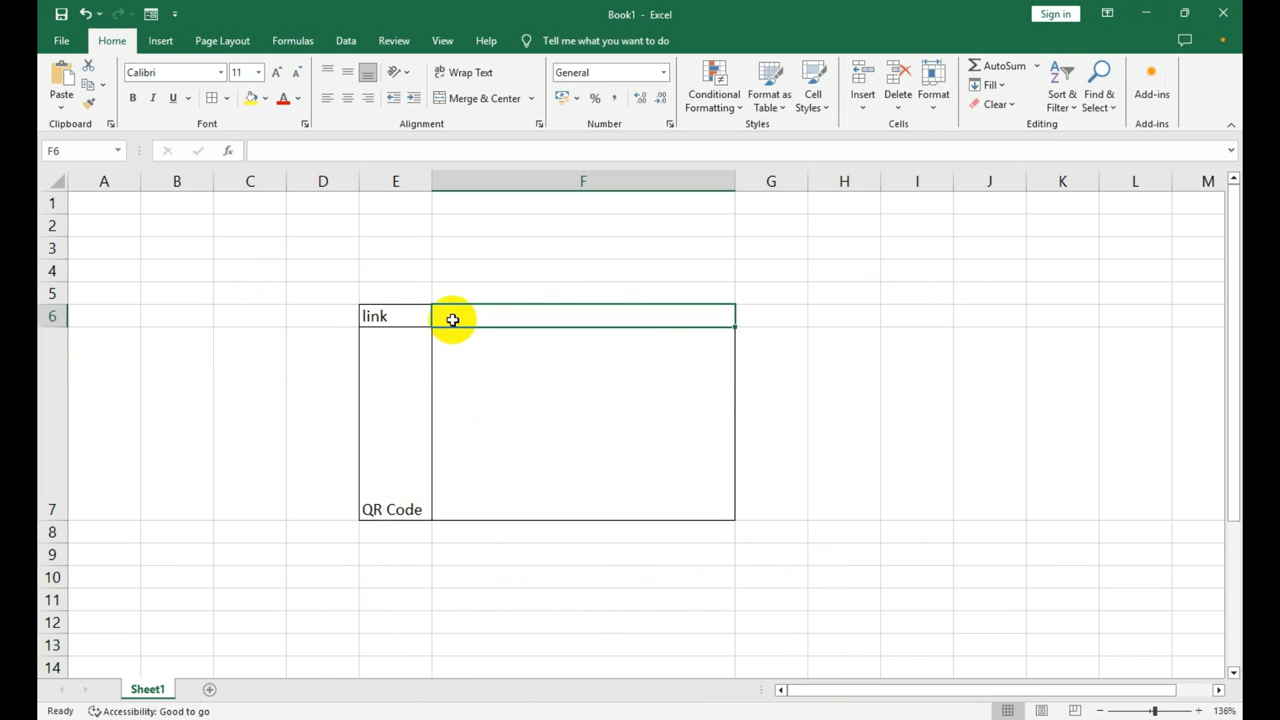 Book1 - Excel
Sign in
File Home Insert Page Layout Formulas Data Review View Help Tell me what you want to do
Paste
Clipboard
Calibri 11
B I U A
Font
Wrap Text
Merge & Center
Alignment
General
%
Number
Conditional Formatting
Format as Table
Cell Styles
Styles
Insert
Delete
Format
Cells
AutoSum
Fill
Clear
Sort & Filter
Find & Select
Editing
Add-ins
Add-ins
F6 fx
A B C D E F G H I J K L M
1
2
3
4
5
6 link
7 QR Code
8
9
10
11
12
13
14
Sheet1
Ready Accessibility: Good to go 136%